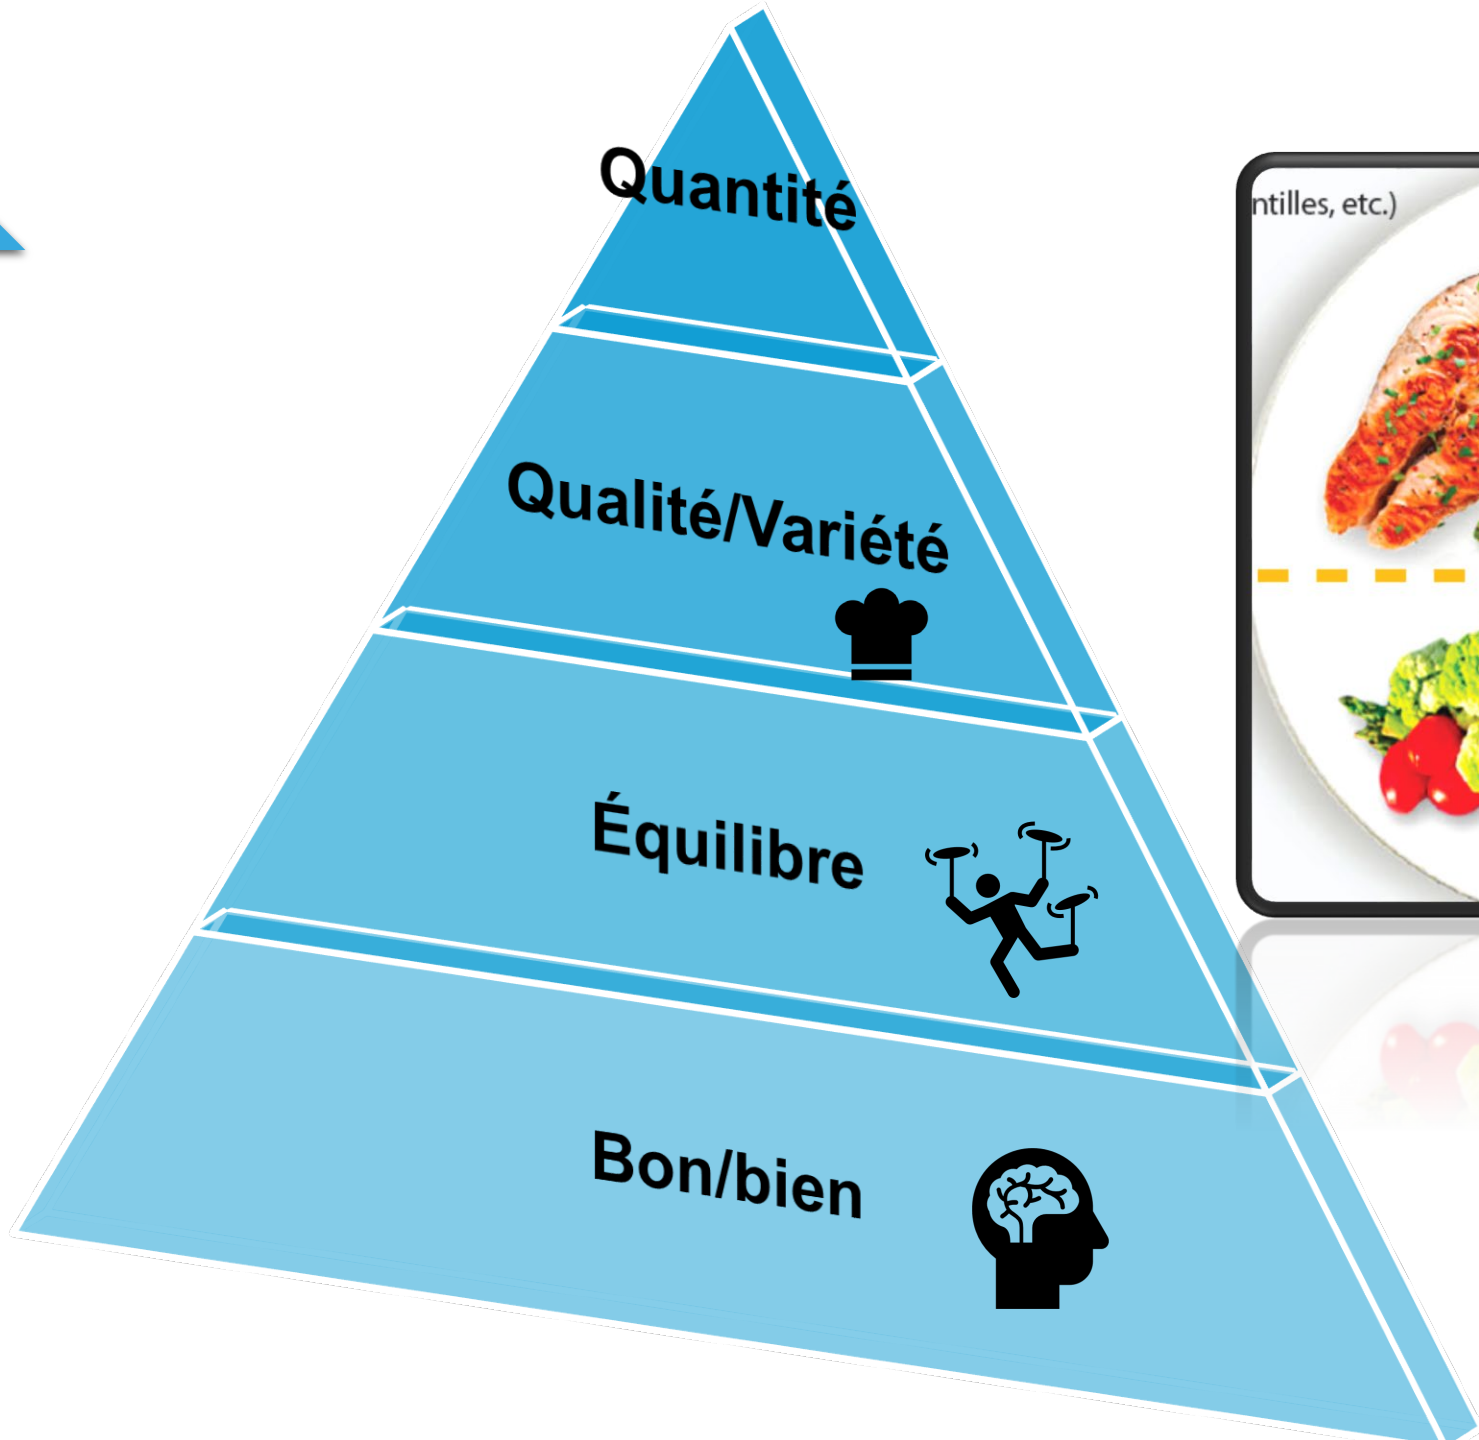 Quantité
ntilles, etc.)
Qualité/Variété
Équilibre
Bon/bien